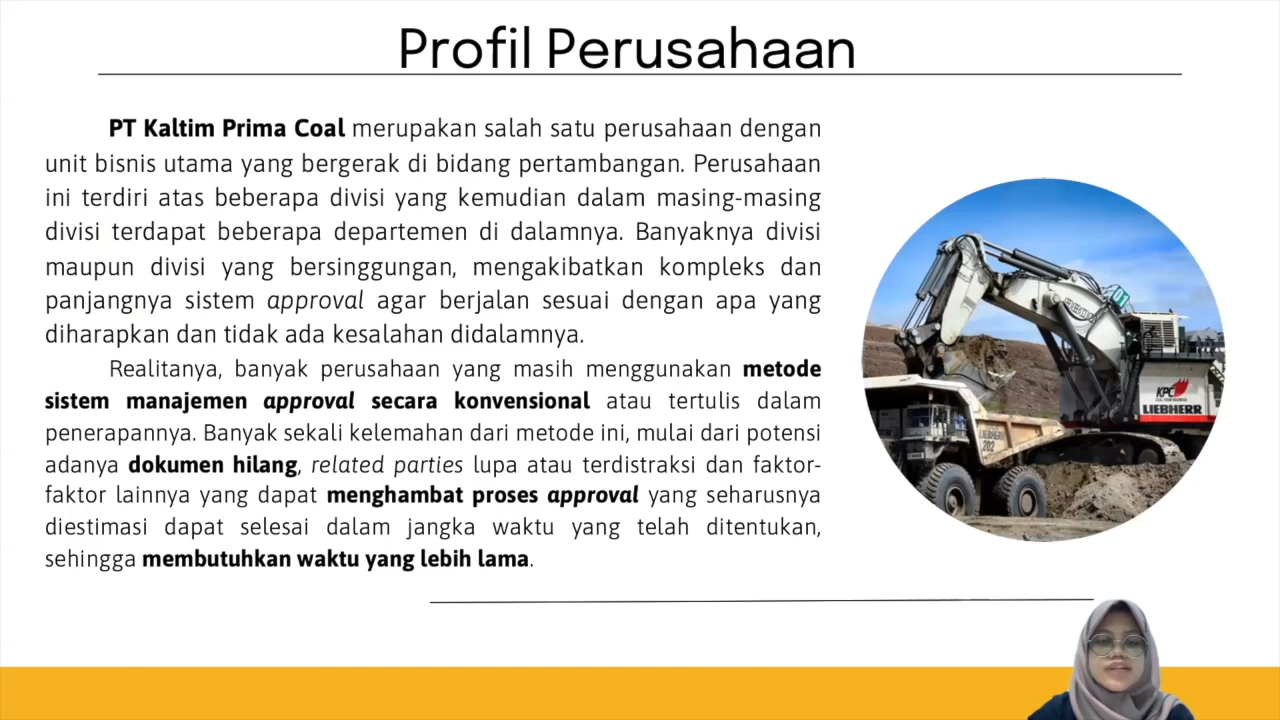 Profil Perusahaan
PT Kaltim Prima Coal merupakan salah satu perusahaan dengan
unit bisnis utama yang bergerak di bidang pertambangan. Perusahaan
ini terdiri atas beberapa divisi yang kemudian dalam masing-masing
divisi terdapat beberapa departemen di dalamnya. Banyaknya divisi
maupun divisi yang bersinggungan, mengakibatkan kompleks dan
panjangnya sistem approval agar berjalan sesuai dengan apa yang
diharapkan dan tidak ada kesalahan didalamnya.
Realitanya, banyak perusahaan yang masih menggunakan metode
sistem manajemen approval secara konvensional atau tertulis dalam
penerapannya. Banyak sekali kelemahan dari metode ini, mulai dari potensi
adanya dokumen hilang, related parties lupa atau terdistraksi dan faktor-
faktor lainnya yang dapat menghambat proses approval yang seharusnya
diestimasi dapat selesai dalam jangka waktu yang telah ditentukan,
sehingga membutuhkan waktu yang lebih lama.
01
KPC
LIEBHERR
LIEBHERR
202